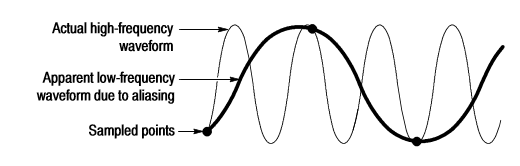 Actual high-frequency
waveform
Apparent low-frequency
waveform due to aliasing
Sampled points